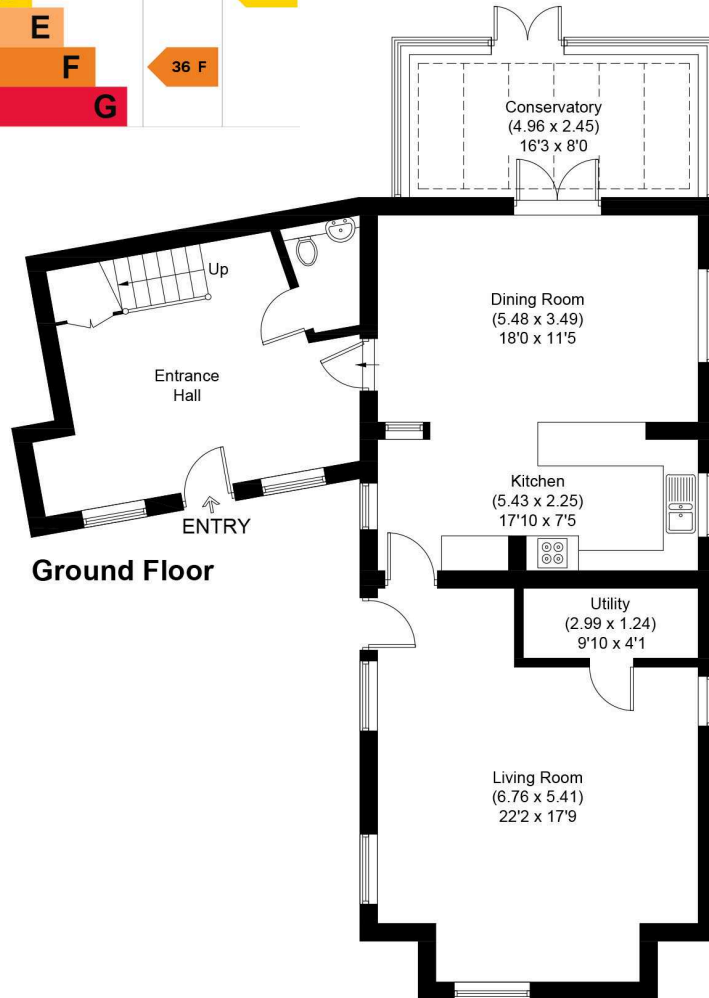 E
F
36 F
G
Conservatory
(4.96 x 2.45)
16'3 x 8'0
Up
Dining Room
(5.48 x 3.49)
18'0 x 11'5
Entrance
Hall
Kitchen
(5.43 x 2.25)
17'10 x 7'5
ENTRY
Ground Floor
Utility
(2.99 x 1.24)
9'10 x 4'1
Living Room
(6.76 x 5.41)
22'2 x 17'9